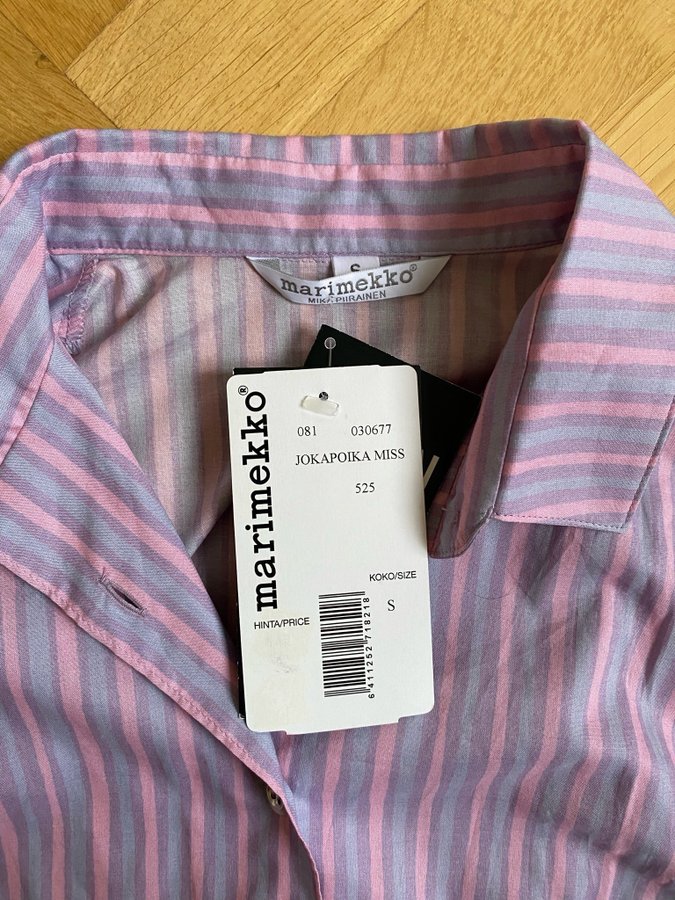 S
marimekko®
MIKA PIIRAINEN
marimekko®
081 030677
JOKAPOIKA MISS
525
KOKO/SIZE
S
HINTA/PRICE
6 411252 718218